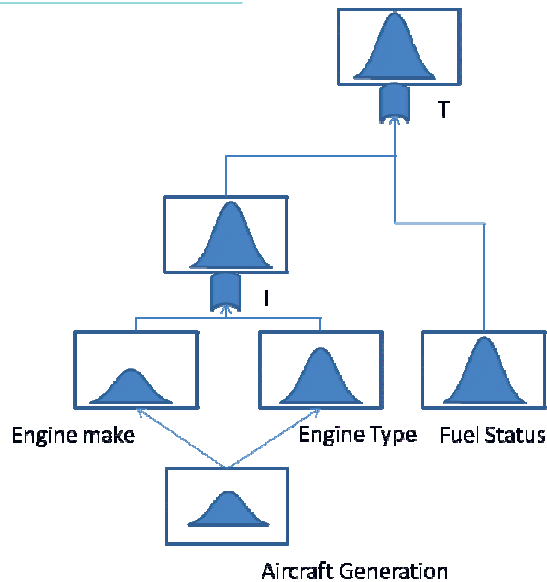 T
I
Engine make
Engine Type
Fuel Status
Aircraft Generation